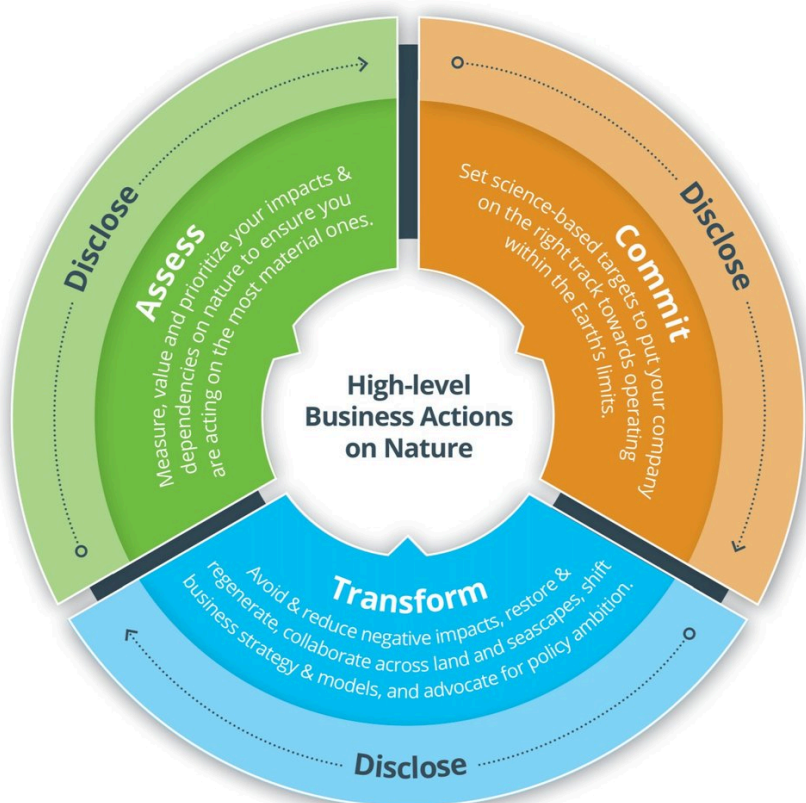 High-level
Business Actions
on Nature
Disclose
Assess
Measure, value and prioritize your impacts &
dependencies on nature to ensure you
are acting on the most material ones.
Disclose
Commit
Set science-based targets to put your company
on the right track towards operating
within the Earth's limits.
Transform
Avoid & reduce negative impacts, restore &
regenerate, collaborate across land and seascapes, shift
business strategy & models, and advocate for policy ambition.
Disclose